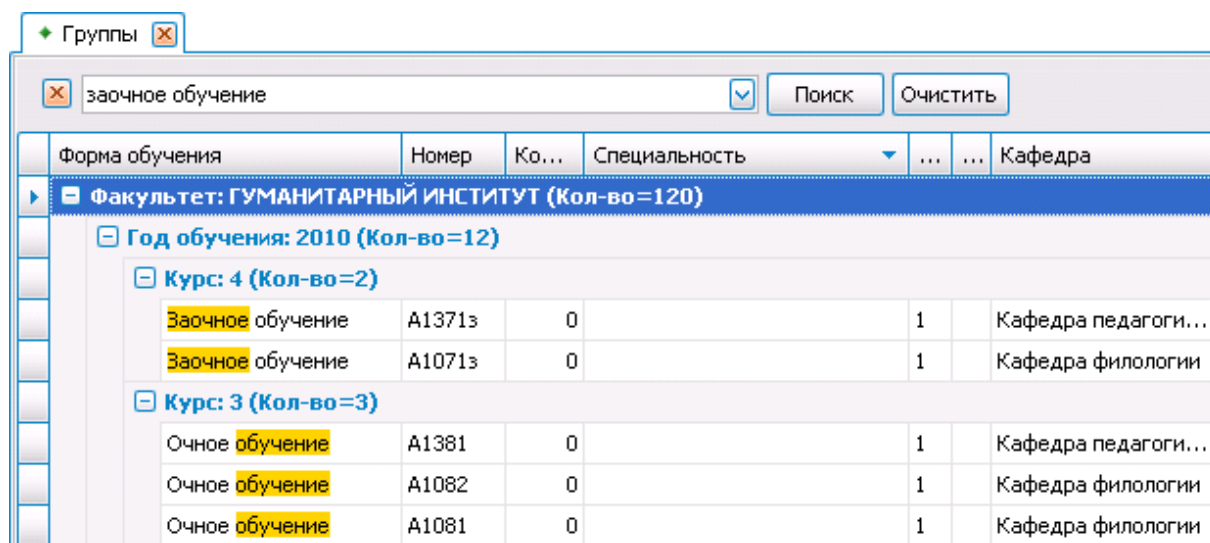 Группы
заочное обучение Поиск Очистить
Форма обучения Номер Ко... Специальность ... ... Кафедра
Факультет: ГУМАНИТАРНЫЙ ИНСТИТУТ (Кол-во=120)
Год обучения: 2010 (Кол-во=12)
Курс: 4 (Кол-во=2)
Заочное обучение А1371з 0 1 Кафедра педагоги...
Заочное обучение А1071з 0 1 Кафедра филологии
Курс: 3 (Кол-во=3)
Очное обучение А1381 0 1 Кафедра педагоги...
Очное обучение А1082 0 1 Кафедра филологии
Очное обучение А1081 0 1 Кафедра филологии